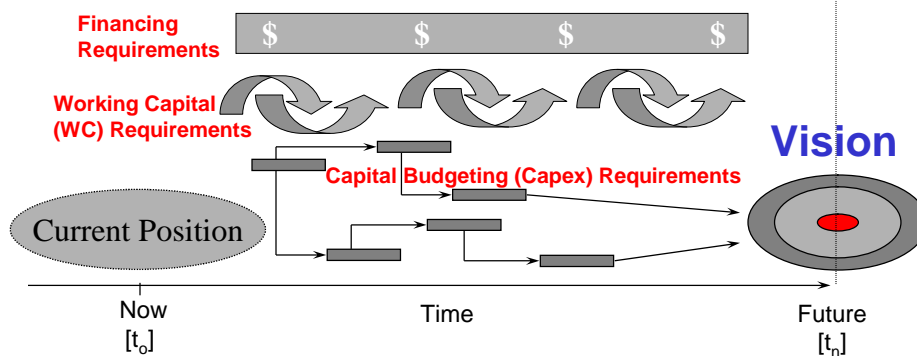 Financing
Requirements
$ $ $ $
Working Capital
(WC) Requirements
Vision
Capital Budgeting (Capex) Requirements
Current Position
Now
[to]
Time
Future
[tn]